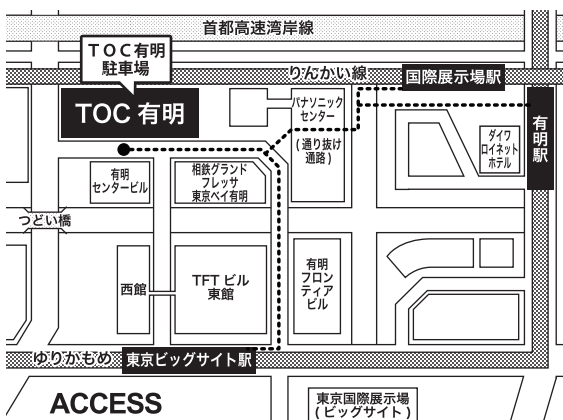 首都高速湾岸線
TOC有明
駐車場
りんかい線
国際展示場駅
TOC 有明
パナソニック
センター
(通り抜け
通路)
ダイワ
ロイネット
ホテル
有明駅
有明
センタービル
相鉄グランド
フレッサ
東京ベイ有明
つどい橋
西館
TFT ビル
東館
有明
フロン
ティア
ビル
ゆりかもめ
東京ビッグサイト駅
ACCESS
東京国際展示場
(ビッグサイト)